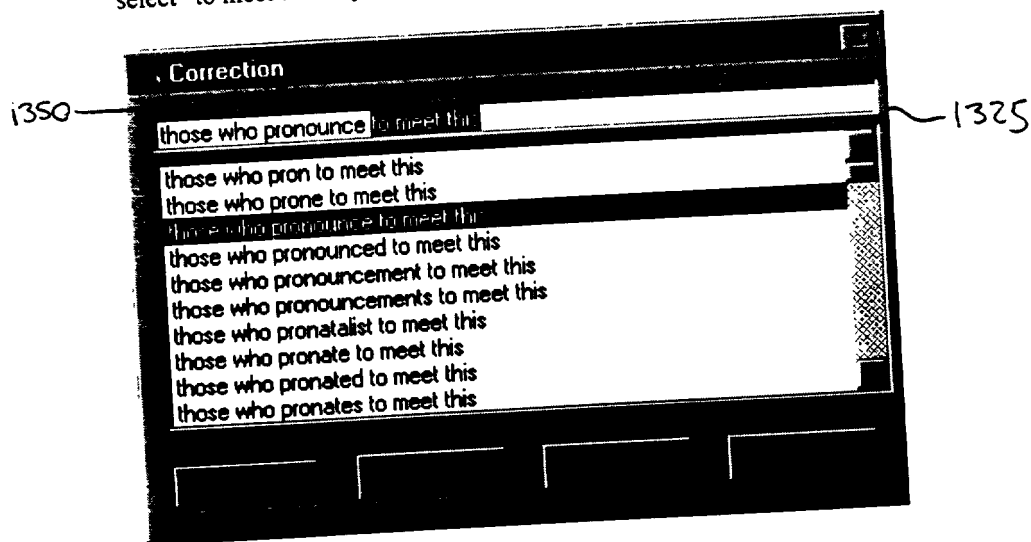 select "to meet
Correction
1350
1325
those who pronounce to meet this
those who pron to meet this
those who prone to meet this
those who pronounce to meet this
those who pronounced to meet this
those who pronouncement to meet this
those who pronouncements to meet this
those who pronatalist to meet this
those who pronate to meet this
those who pronated to meet this
those who pronates to meet this